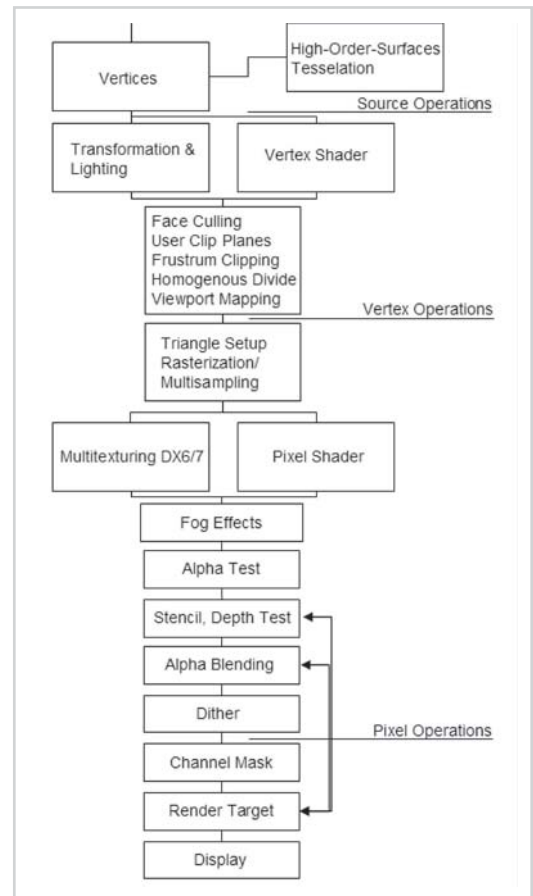 High-Order-Surfaces
Tesselation
Vertices
Source Operations
Transformation &
Lighting
Vertex Shader
Face Culling
User Clip Planes
Frustrum Clipping
Homogenous Divide
Viewport Mapping
Vertex Operations
Triangle Setup
Rasterization/
Multisampling
Multitexturing DX6/7
Pixel Shader
Fog Effects
Alpha Test
Stencil, Depth Test
Alpha Blending
Dither
Pixel Operations
Channel Mask
Render Target
Display